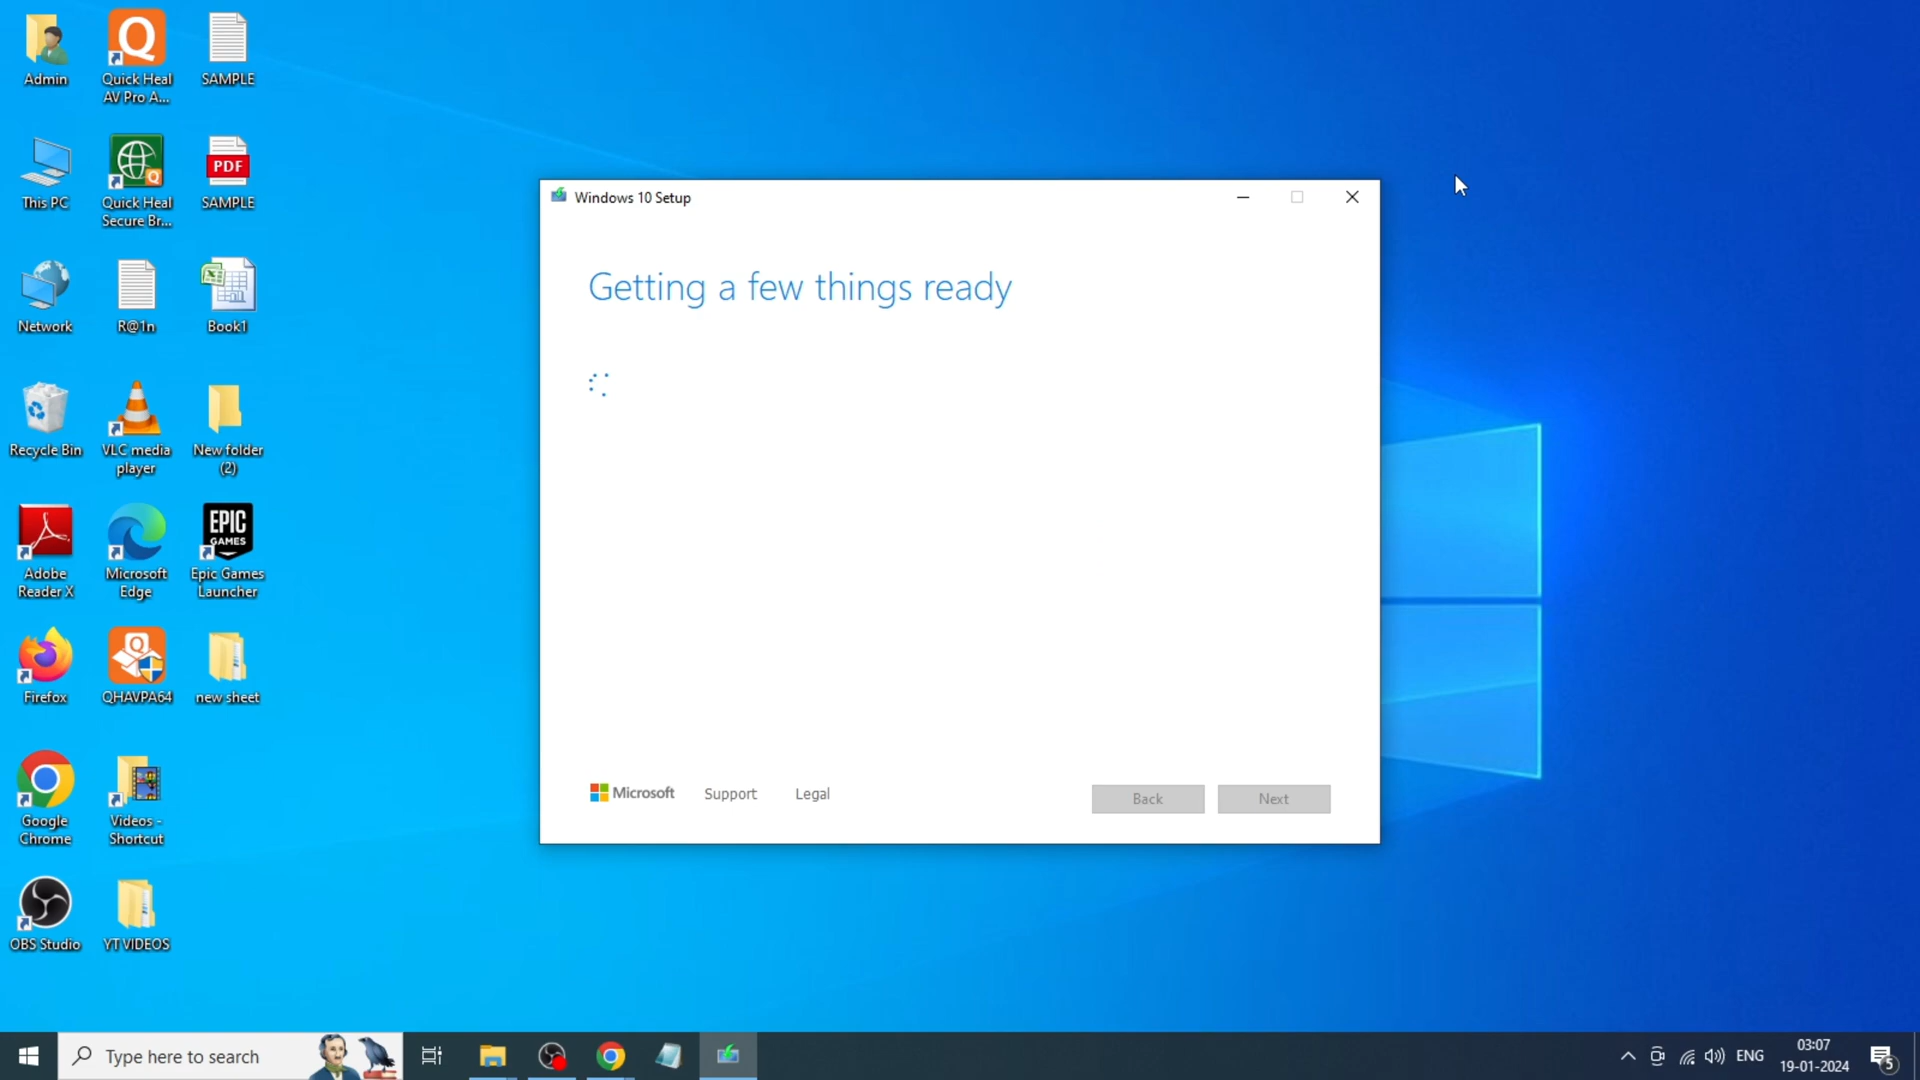 Admin
Quick Heal
AV Pro A...
SAMPLE
This PC
Quick Heal
Secure Br...
PDF
SAMPLE
Network
R@1n
Book1
Recycle Bin
VLC media
player
New folder
(2)
Adobe
Reader X
Microsoft
Edge
EPIC
GAMES
Epic Games
Launcher
Firefox
QHAVPA64
new sheet
Google
Chrome
Videos -
Shortcut
OBS Studio
YT VIDEOS
Windows 10 Setup
Getting a few things ready
Microsoft
Support
Legal
Back
Next
Type here to search
ENG
03:07
19-01-2024
5